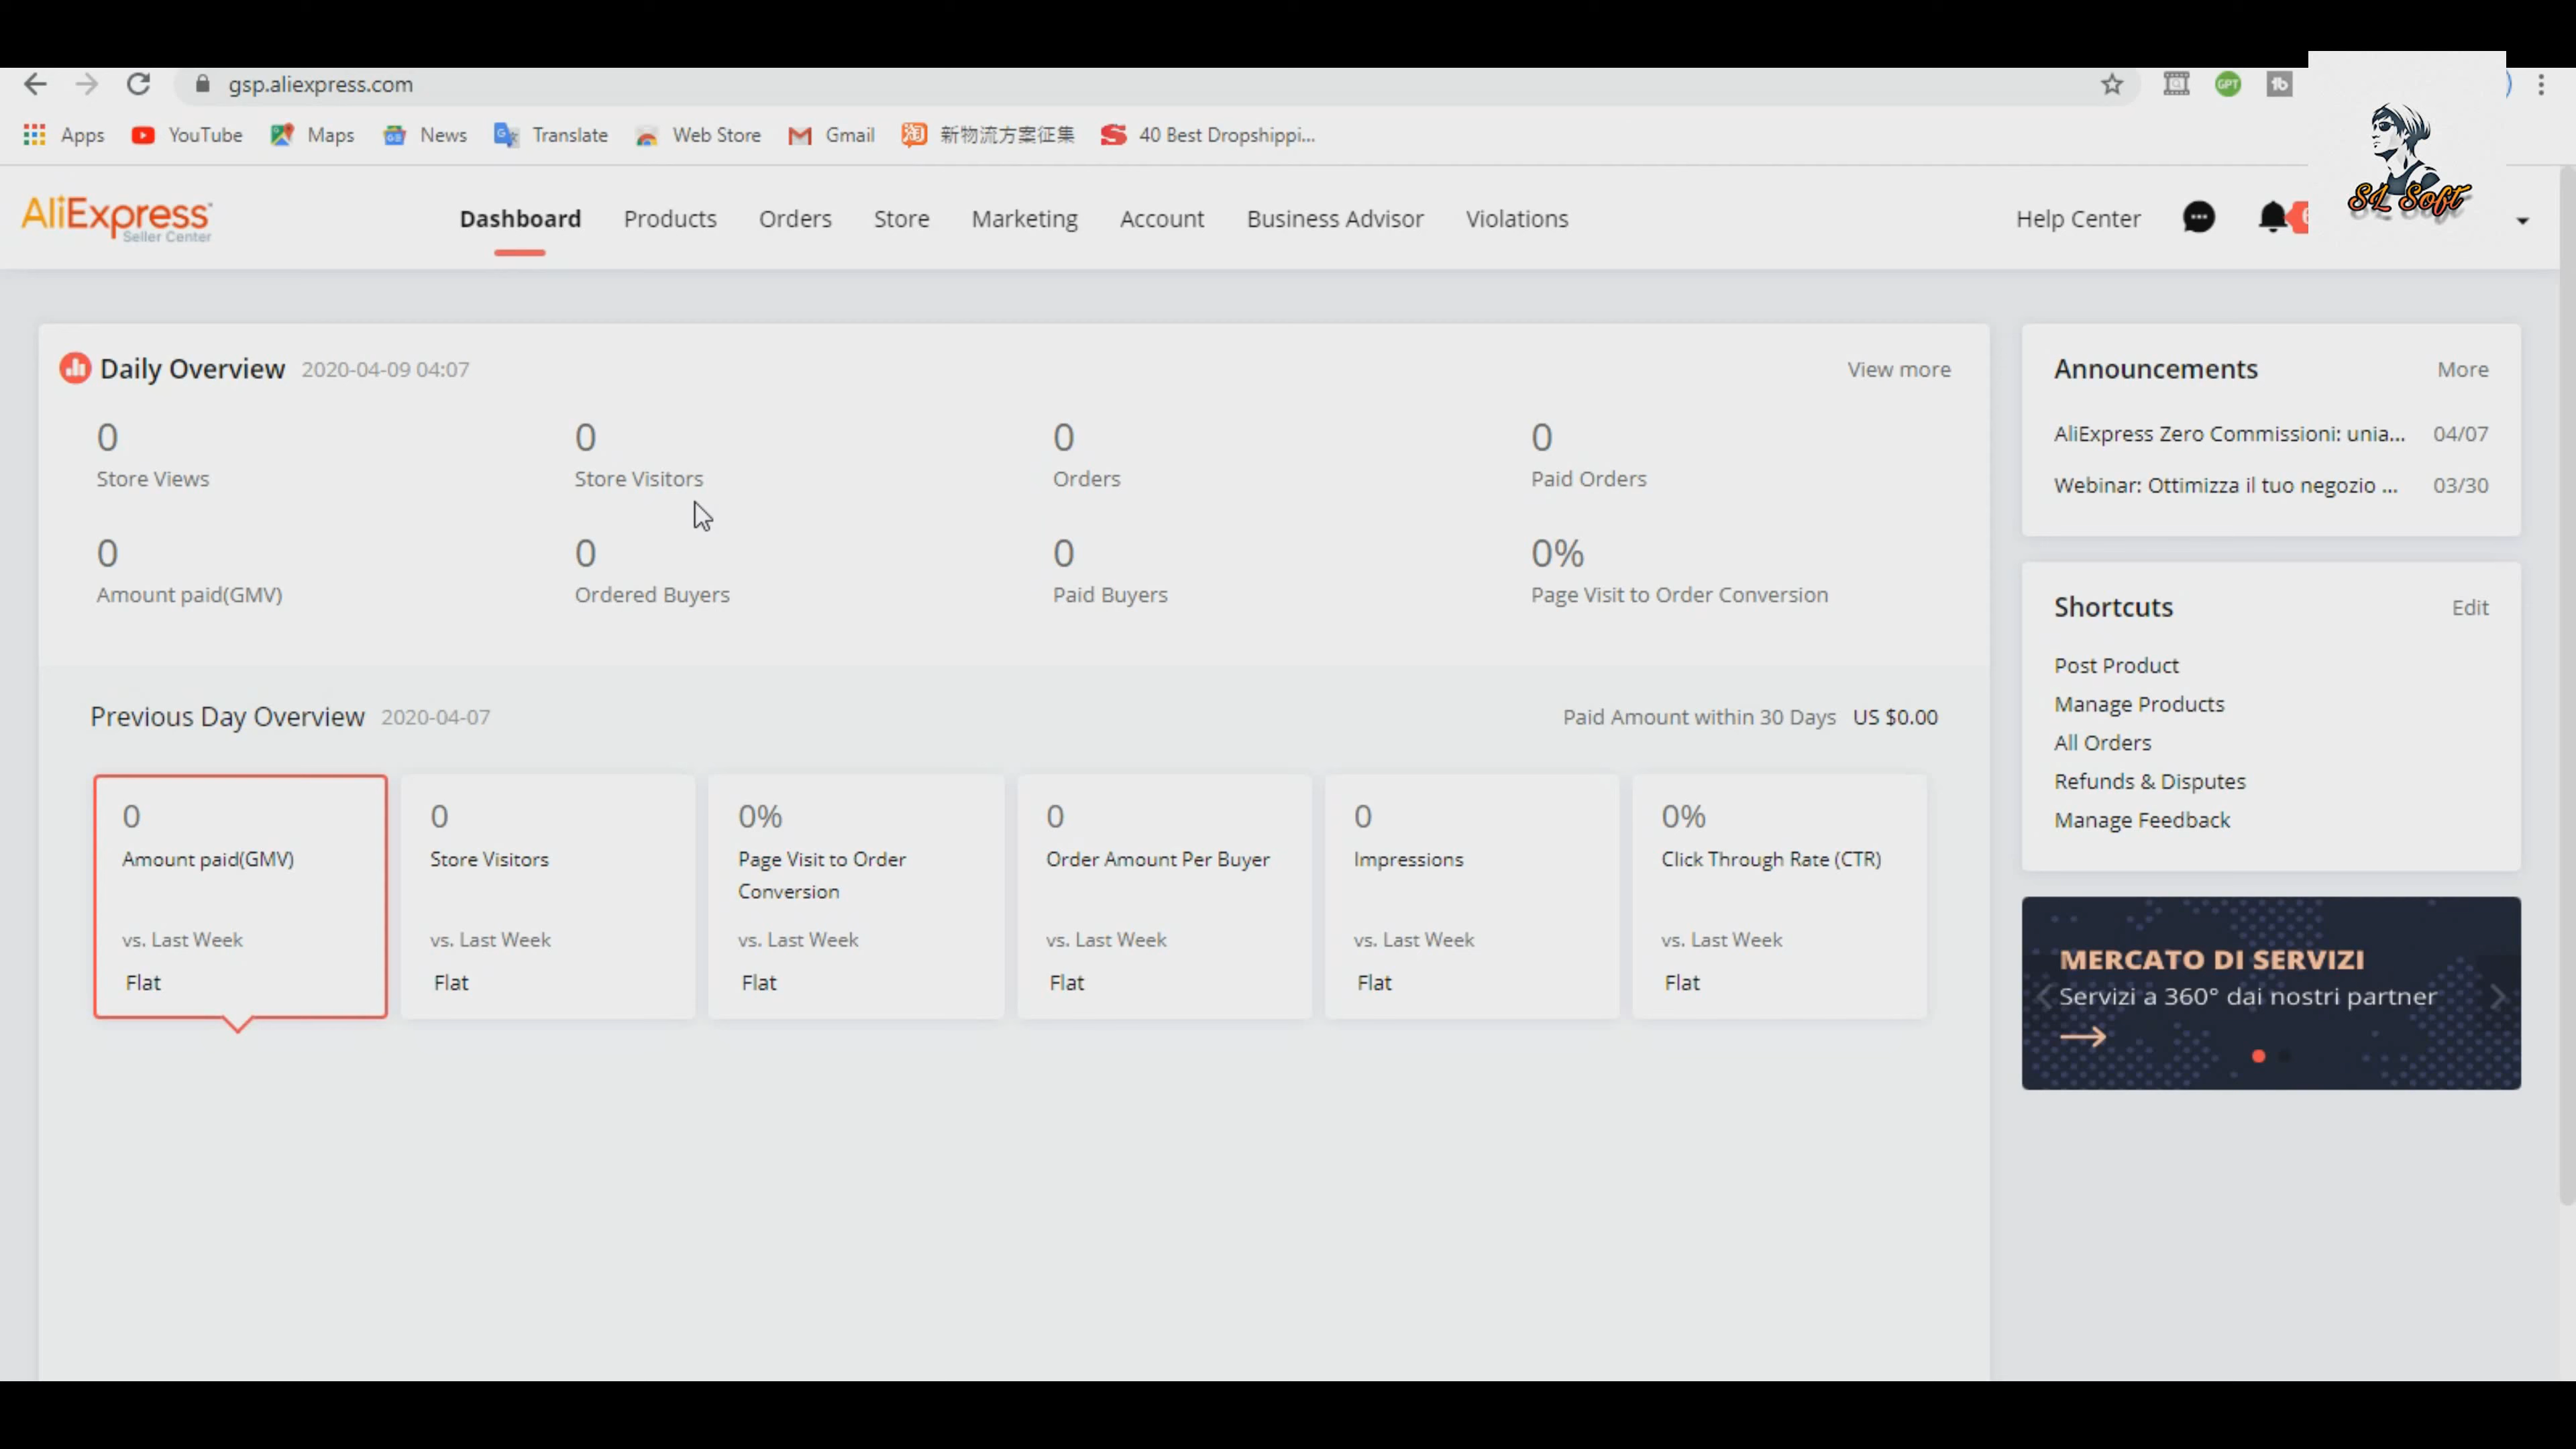 gsp.aliexpress.com
GPT
Apps YouTube Maps News Translate Web Store Gmail 淘 新物流方案征集 40 Best Dropshippi...
AliExpress
Seller Center
Dashboard Products Orders Store Marketing Account Business Advisor Violations Help Center
SL Soft
Daily Overview 2020-04-09 04:07 View more
0 0 0 0
Store Views Store Visitors Orders Paid Orders
0 0 0 0%
Amount paid(GMV) Ordered Buyers Paid Buyers Page Visit to Order Conversion
Previous Day Overview 2020-04-07 Paid Amount within 30 Days US $0.00
0
Amount paid(GMV)
vs. Last Week
Flat
0
Store Visitors
vs. Last Week
Flat
0%
Page Visit to Order
Conversion
vs. Last Week
Flat
0
Order Amount Per Buyer
vs. Last Week
Flat
0
Impressions
vs. Last Week
Flat
0%
Click Through Rate (CTR)
vs. Last Week
Flat
Announcements More
AliExpress Zero Commissioni: unia... 04/07
Webinar: Ottimizza il tuo negozio ... 03/30
Shortcuts Edit
Post Product
Manage Products
All Orders
Refunds & Disputes
Manage Feedback
MERCATO DI SERVIZI
Servizi a 360° dai nostri partner